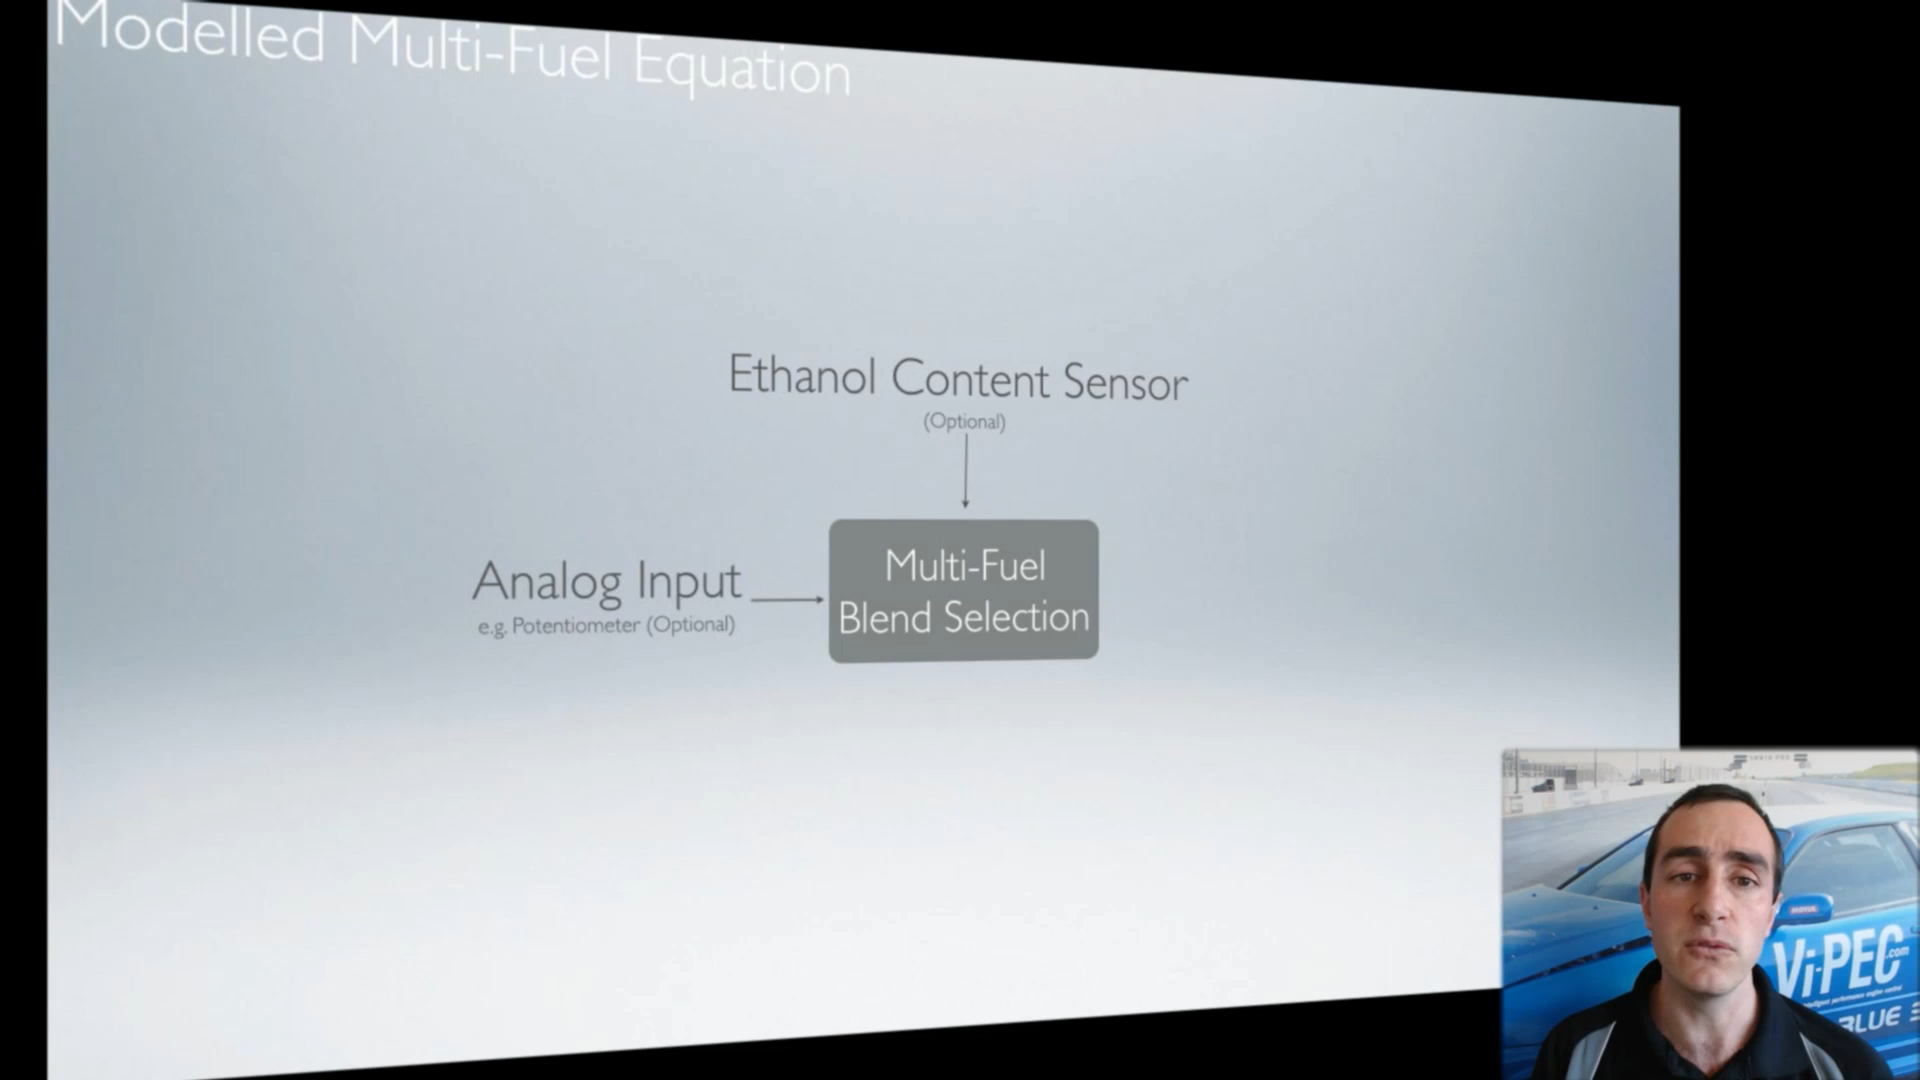 Modelled Multi-Fuel Equation
Ethanol Content Sensor
(Optional)
Analog Input
e.g. Potentiometer (Optional)
Multi-Fuel
Blend Selection
MOTUL
Vi-PEC.com
BLUE